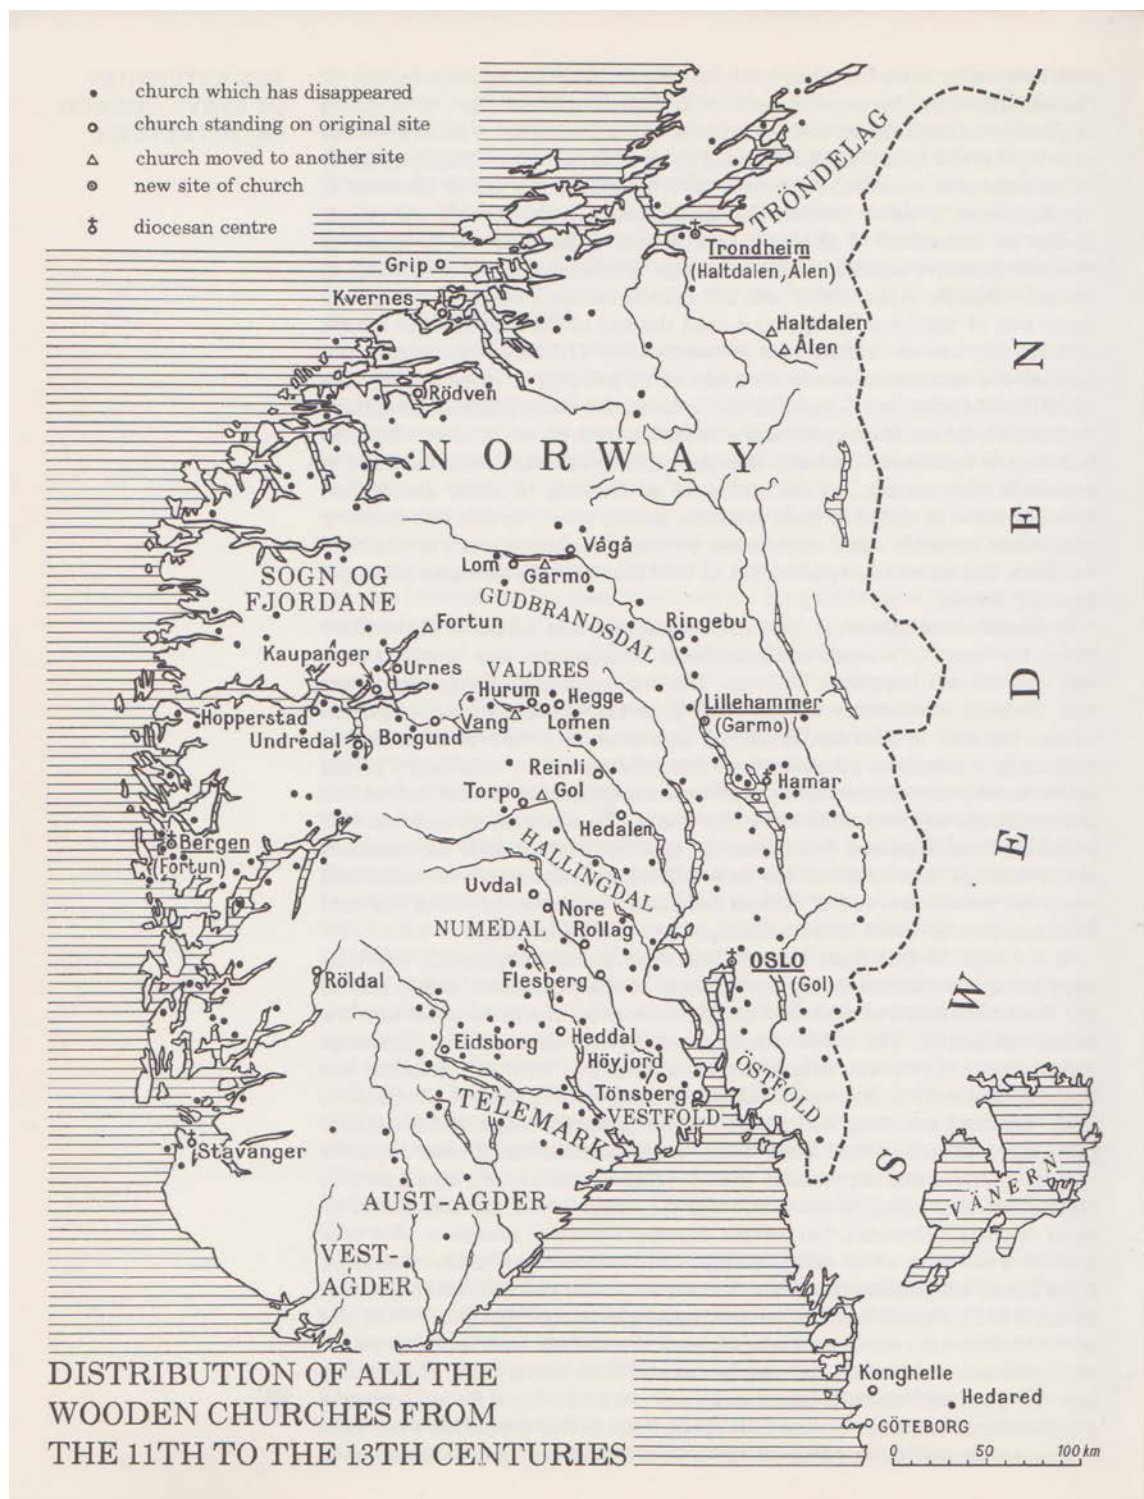 church which has disappeared
church standing on original site
church moved to another site
new site of church
diocesan centre
TRÖNDELAG
Trondheim
(Haltdalen, Ålen)
Grip
Kvernes
Haltdalen
Ålen
Rödven
NORWAY
SWEDEN
Vågå
Lom
Garmo
SOGN OG
FJORDANE
GUDBRANDSDAL
Fortun
Ringebu
Kaupanger
Urnes
VALDRES
Hurum
Hegge
Lillehammer
(Garmo)
Hopperstad
Vang
Lomen
Undredal
Borgund
Reinli
Hamar
Torpo
Gol
Hedalen
Bergen
(Fortun)
HALLINGDAL
Uvdal
Nore
NUMEDAL
Rollag
OSLO
(Gol)
Röldal
Flesberg
Eidsborg
Heddal
Höyjord
ÖSTFOLD
Tönsberg
TELEMARK
VESTFOLD
Stavanger
VÄNERN
AUST-AGDER
VEST-
AGDER
DISTRIBUTION OF ALL THE
WOODEN CHURCHES FROM
THE 11TH TO THE 13TH CENTURIES
Konghelle
Hedared
GÖTEBORG
0 50 100 km